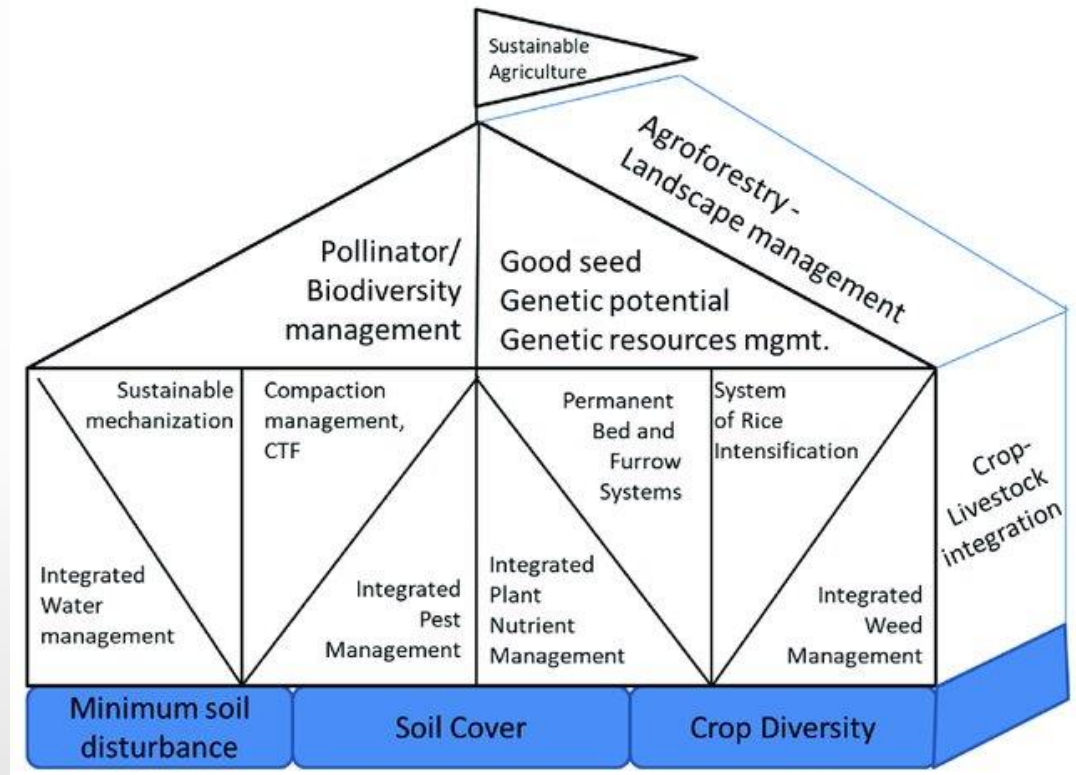 Sustainable
Agriculture
Agroforestry -
Landscape management
Pollinator/
Biodiversity
management
Good seed
Genetic potential
Genetic resources mgmt.
Sustainable
mechanization
Compaction
management,
CTF
Permanent
Bed and
Furrow
Systems
System
of Rice
Intensification
Crop-
Livestock
integration
Integrated
Water
management
Integrated
Pest
Management
Integrated
Plant
Nutrient
Management
Integrated
Weed
Management
Minimum soil
disturbance
Soil Cover
Crop Diversity